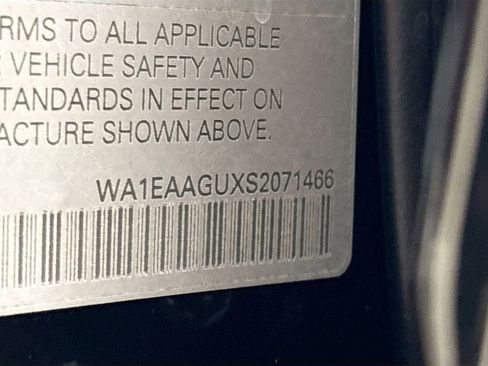 RMS TO ALL APPLICABLE
VEHICLE SAFETY AND
TANDARDS IN EFFECT ON
ACTURE SHOWN ABOVE.
WA1EAAGUXS2071466